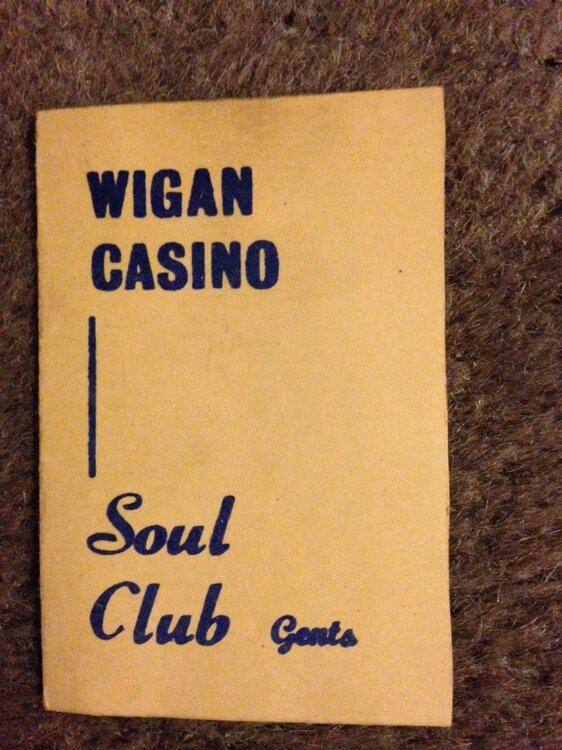 WIGAN
CASINO
Soul
Club Gents